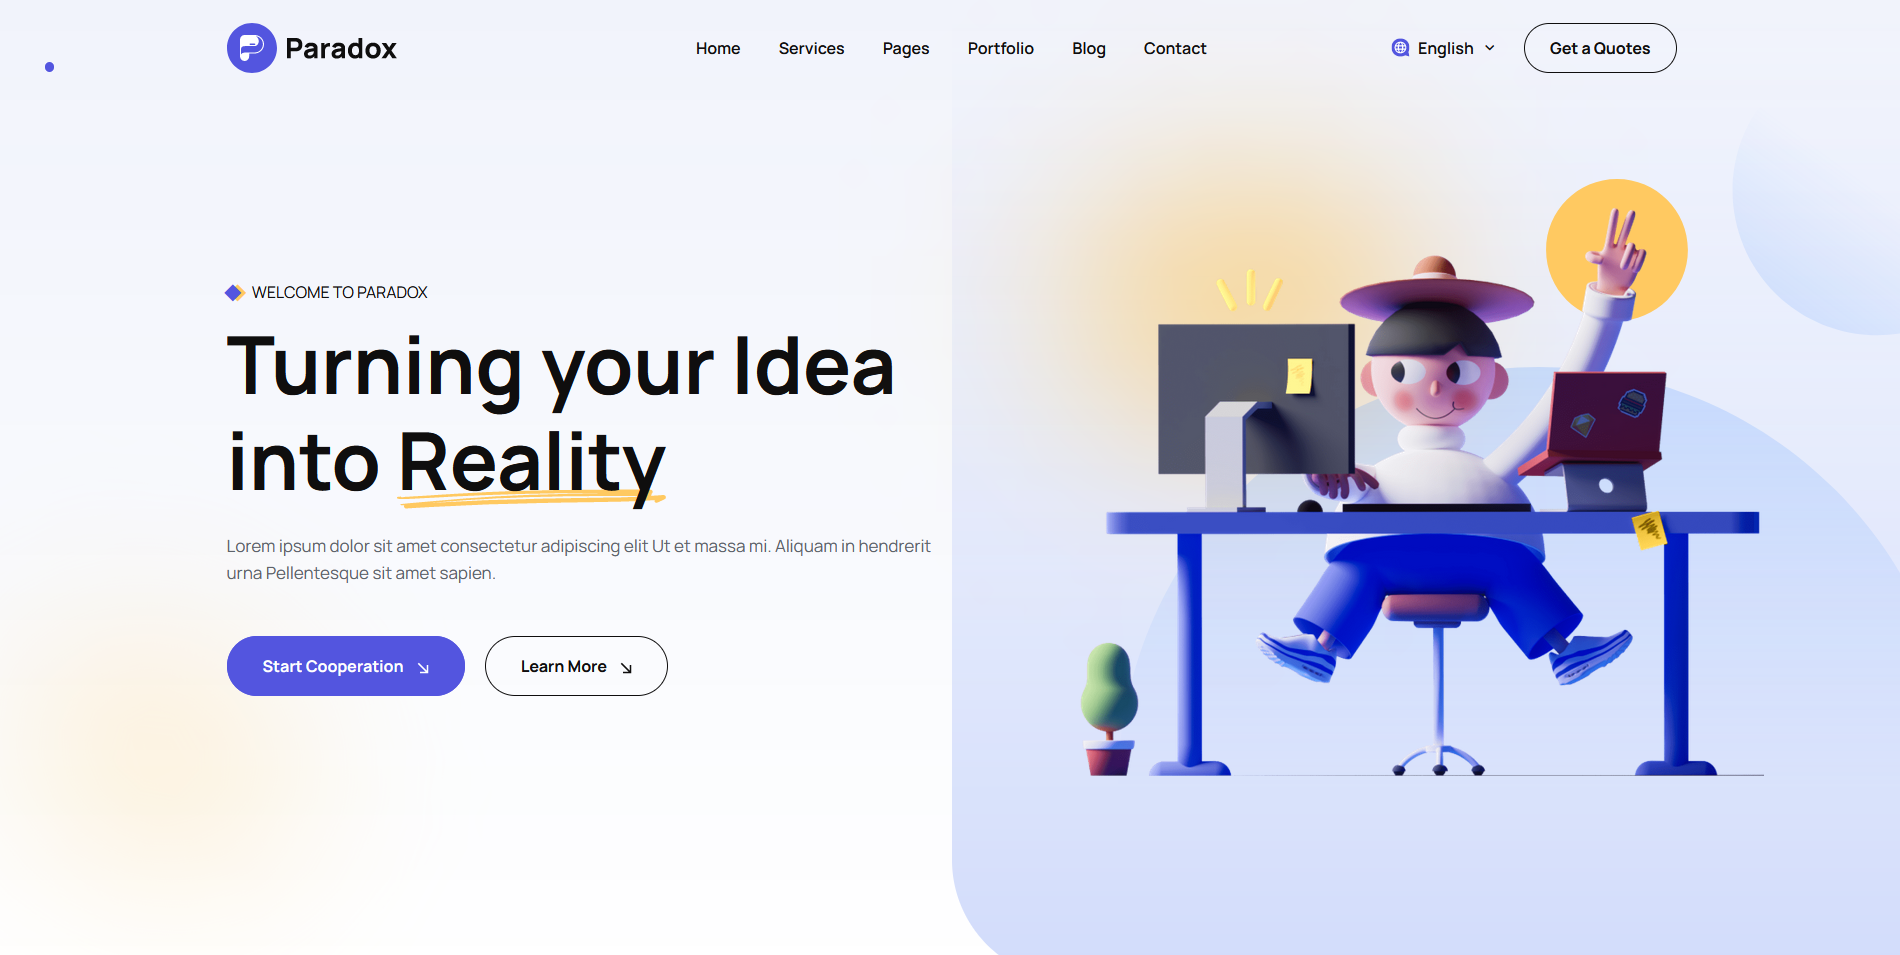 Paradox
Home Services Pages Portfolio Blog Contact
English
Get a Quotes
WELCOME TO PARADOX
Turning your Idea
into Reality
Lorem ipsum dolor sit amet consectetur adipiscing elit Ut et massa mi. Aliquam in hendrerit
urna Pellentesque sit amet sapien.
Start Cooperation
Learn More